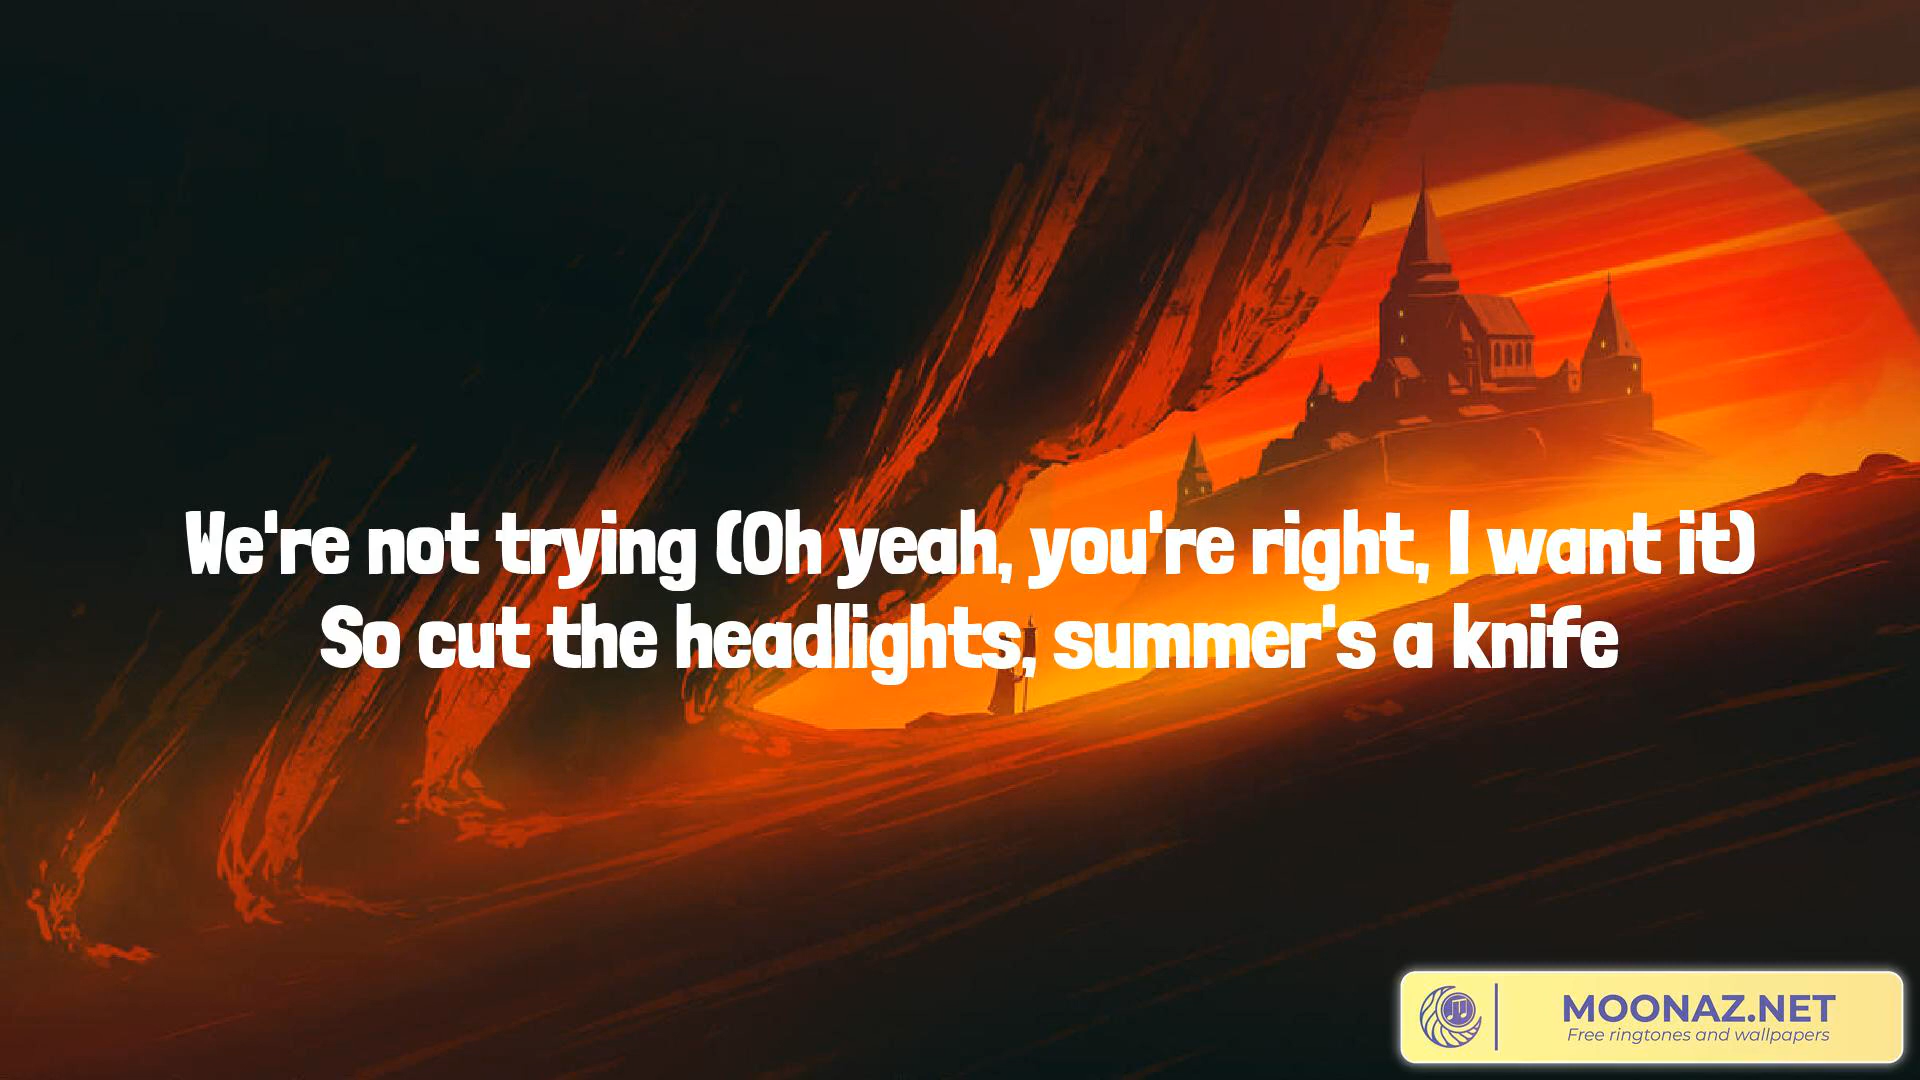 We're not trying (Oh yeah, you're right, I want it)
So cut the headlights, summer's a knife
MOONAZ.NET
Free ringtones and wallpapers